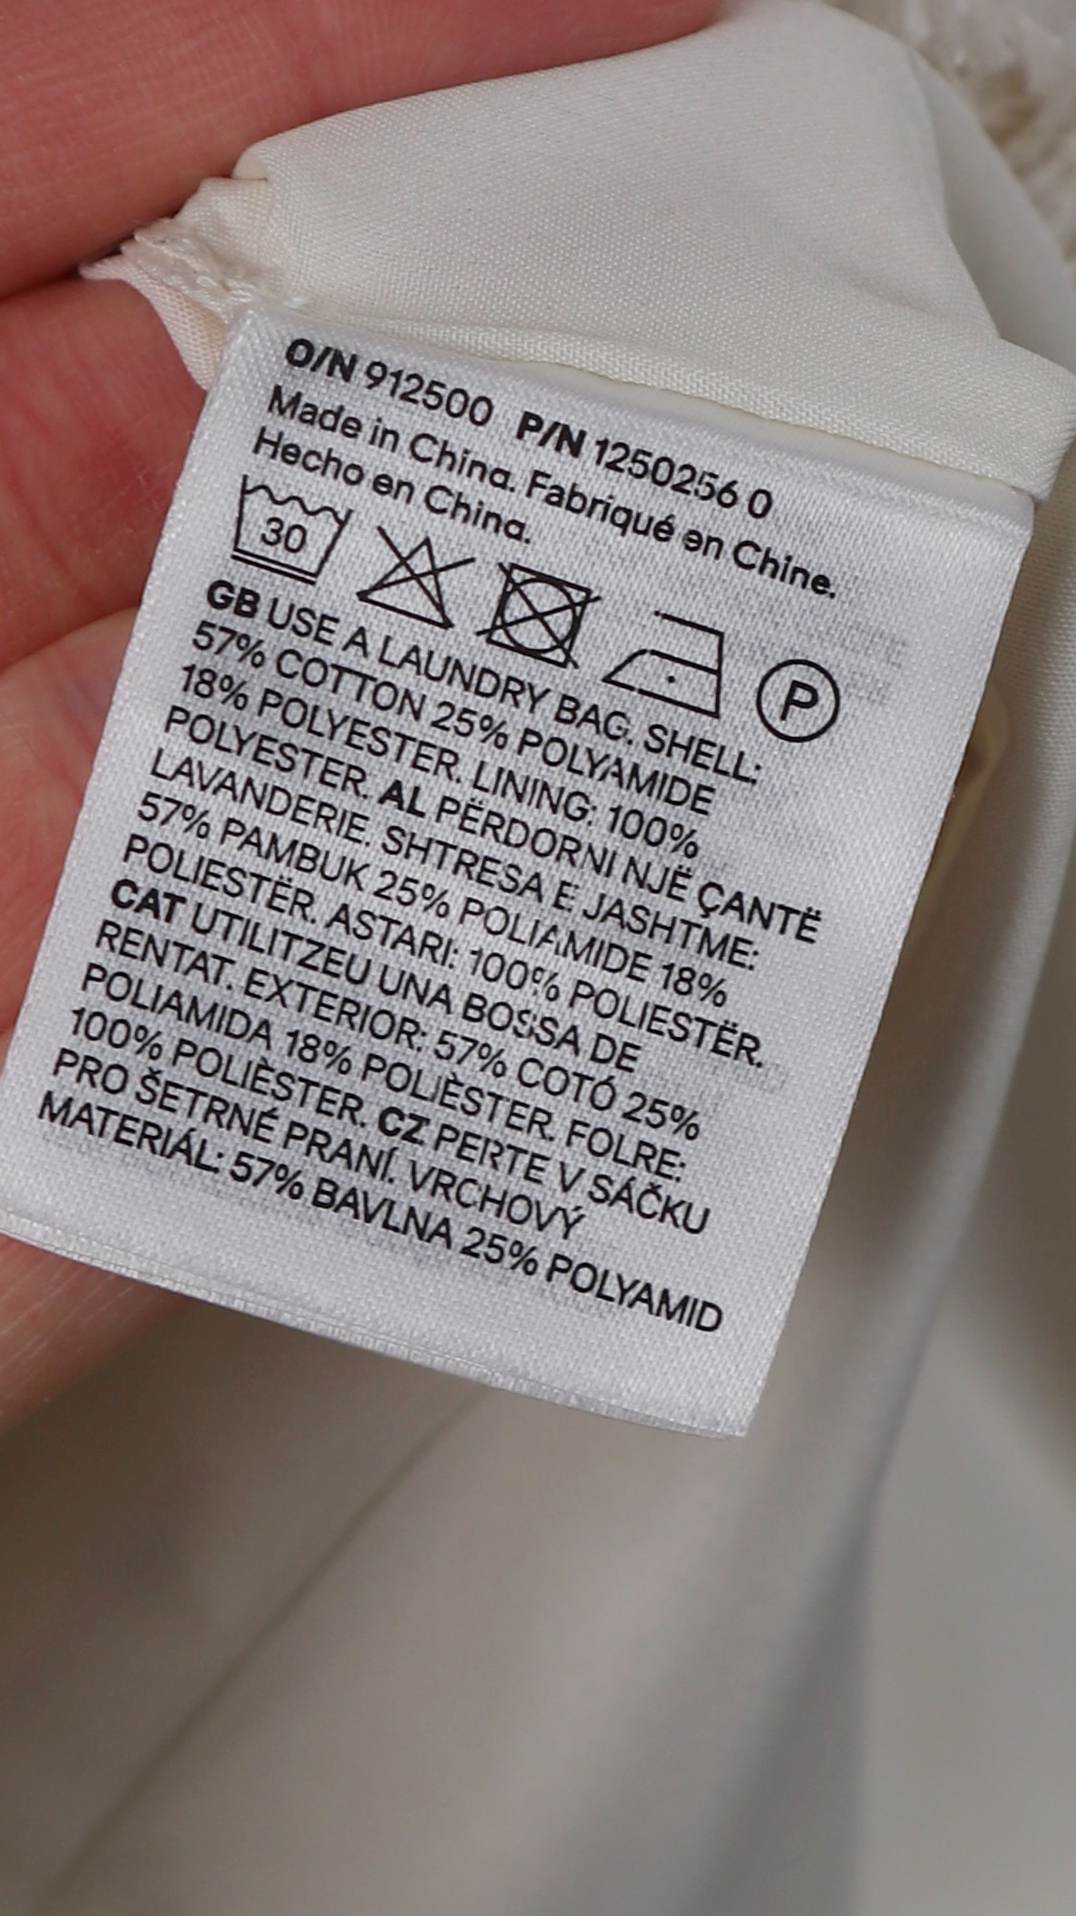 O/N 912500 P/N 1250256 0
Made in China. Fabriqué en Chine.
Hecho en China.
30 P
GB USE A LAUNDRY BAG. SHELL:
57% COTTON 25% POLYAMIDE
18% POLYESTER. LINING: 100%
POLYESTER. AL PËRDORNI NJË ÇANTË
LAVANDERIE. SHTRESA E JASHTME:
57% PAMBUK 25% POLIAMIDE 18%
POLIESTËR. ASTARI: 100% POLIESTËR.
CAT UTILITZEU UNA BOSSA DE
RENTAT. EXTERIOR: 57% COTÓ 25%
POLIAMIDA 18% POLIÈSTER. FOLRE:
100% POLIÈSTER. CZ PERTE V SÁČKU
PRO ŠETRNÉ PRANÍ. VRCHOVÝ
MATERIÁL: 57% BAVLNA 25% POLYAMID